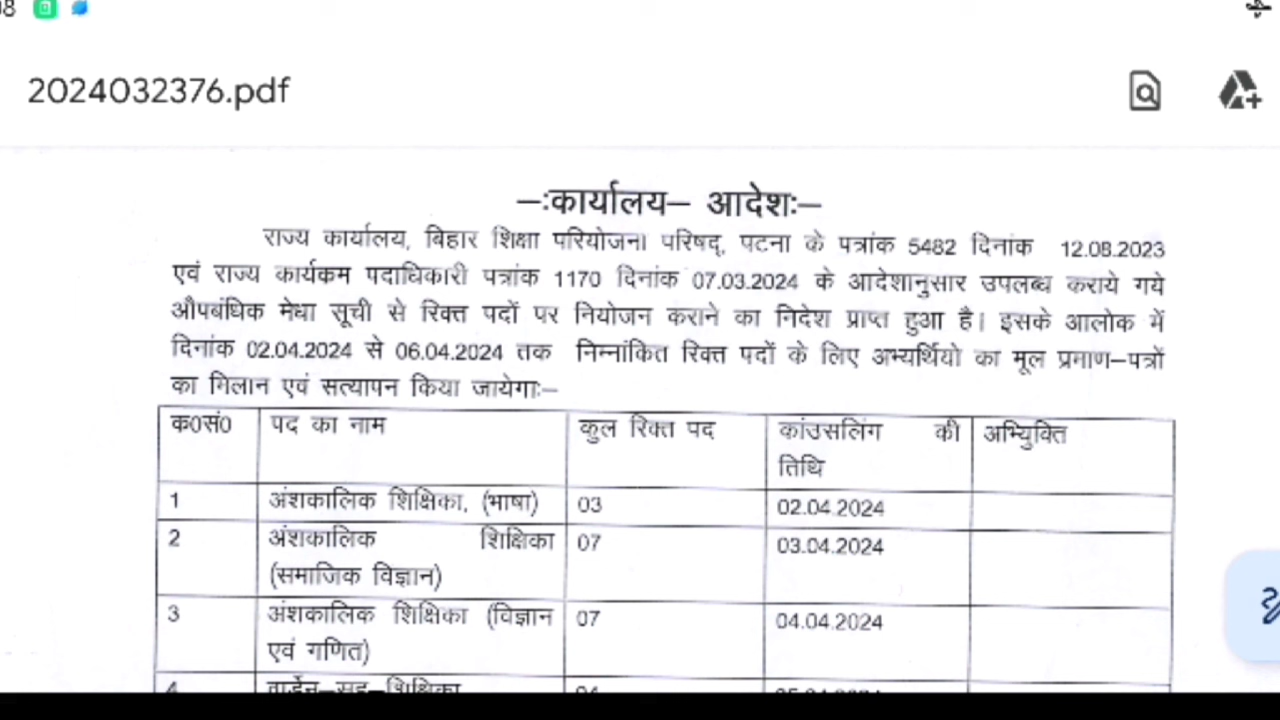 2024032376.pdf
–:कार्यालय– आदेशः–
राज्य कार्यालय, बिहार शिक्षा परियोजना परिषद्, पटना के पत्रांक 5482 दिनांक 12.08.2023
एवं राज्य कार्यकम पदाधिकारी पत्रांक 1170 दिनांक 07.03.2024 के आदेशानुसार उपलब्ध कराये गये
औपबंधिक मेधा सूची से रिक्त पदों पर नियोजन कराने का निदेश प्राप्त हुआ है। इसके आलोक में
दिनांक 02.04.2024 से 06.04.2024 तक निम्नांकित रिक्त पदों के लिए अभ्यर्थियो का मूल प्रमाण–पत्रों
का मिलान एवं सत्यापन किया जायेगाः–
क0सं0 पद का नाम कुल रिक्त पद कांउसलिंग की अभ्यिुक्ति
तिथि
1 अंशकालिक शिक्षिका, (भाषा) 03 02.04.2024
2 अंशकालिक शिक्षिका 07 03.04.2024
(समाजिक विज्ञान)
3 अंशकालिक शिक्षिका (विज्ञान 07 04.04.2024
एवं गणित)
वार्डेन–सह–शिक्षिका